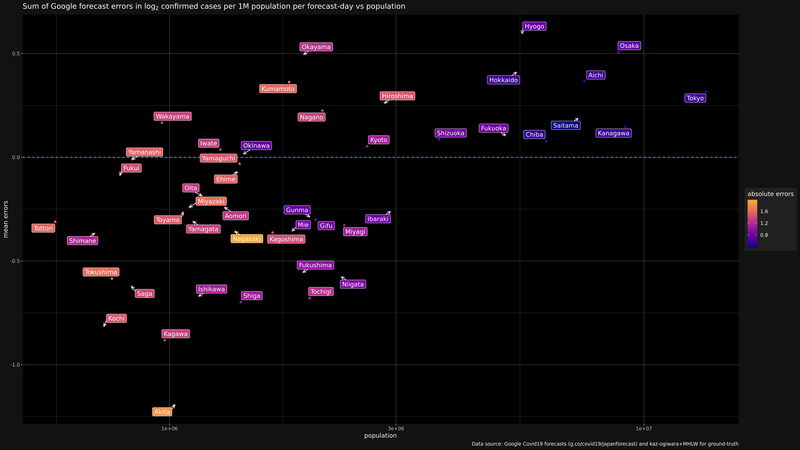 Sum of Google forecast errors in log₂ confirmed cases per 1M population per forecast-day vs population
Hyogo
Osaka
Okayama
0.5
Aichi
Hokkaido
Kumamoto
Hiroshima
Tokyo
Wakayama
Nagano
Saitama
Fukuoka
Shizuoka
Chiba
Kanagawa
Kyoto
Iwate
Okinawa
Yamanashi
Yamaguchi
0.0
Fukui
Ehime
Oita
Miyazaki
Gunma
Toyama
Aomori
Ibaraki
Tottori
Yamagata
Mie
Gifu
Miyagi
Shimane
Nagasaki
Kagoshima
-0.5
Fukushima
Tokushima
Niigata
Saga
Ishikawa
Shiga
Tochigi
Kochi
Kagawa
-1.0
Akita
mean errors
absolute errors
1.6
1.2
0.8
1e+06
3e+06
1e+07
population
Data source: Google Covid19 forecasts (g.co/covid19/japanforecast) and kaz-ogiwara+MHLW for ground-truth